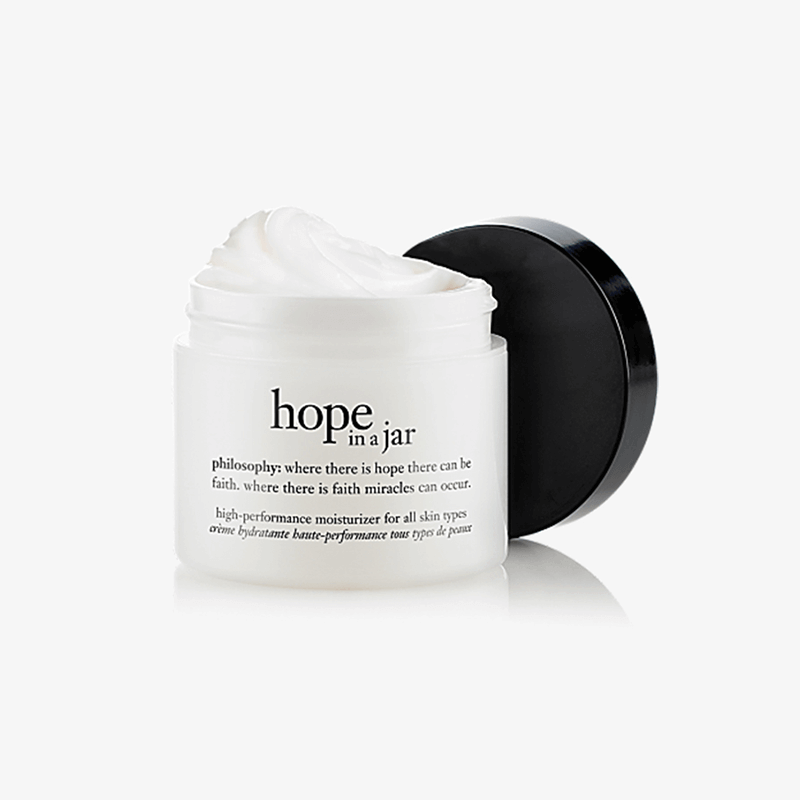 hope
in a jar
philosophy: where there is hope there can be
faith. where there is faith miracles can occur.
high-performance moisturizer for all skin types
crème hydratante haute-performance tous types de peaux